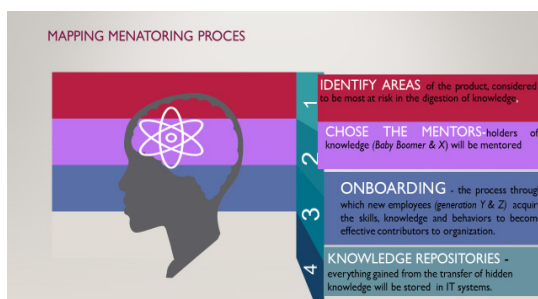 MAPPING MENATORING PROCES
1
IDENTIFY AREAS of the product, considered
to be most at risk in the digestion of knowledge.
2
CHOSE THE MENTORS-holders of
knowledge (Baby Boomer & X) will be mentored
3
ONBOARDING - the process throug
which new employees (generation Y & Z) acquir
the skills, knowledge and behaviors to becom
effective contributors to organization.
4
KNOWLEDGE REPOSITORIES -
everything gained from the transfer of hidden
knowledge will be stored in IT systems.